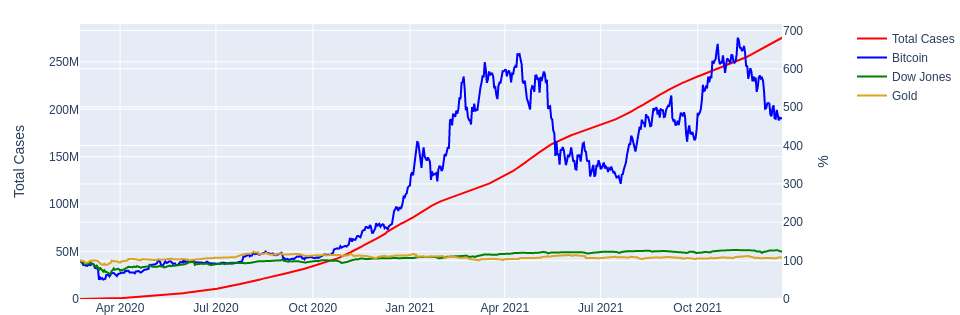 Total Cases
250M
200M
150M
100M
50M
0
700
600
500
400
300
200
100
0
%
Apr 2020
Jul 2020
Oct 2020
Jan 2021
Apr 2021
Jul 2021
Oct 2021
Total Cases
Bitcoin
Dow Jones
Gold